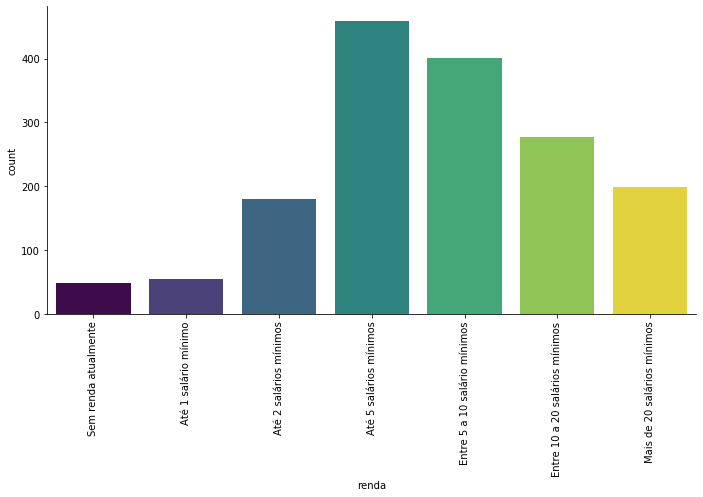 count
400
300
200
100
0
Sem renda atualmente
Até 1 salário mínimo
Até 2 salários mínimos
Até 5 salários mínimos
Entre 5 a 10 salário mínimos
Entre 10 a 20 salários mínimos
Mais de 20 salários mínimos
renda